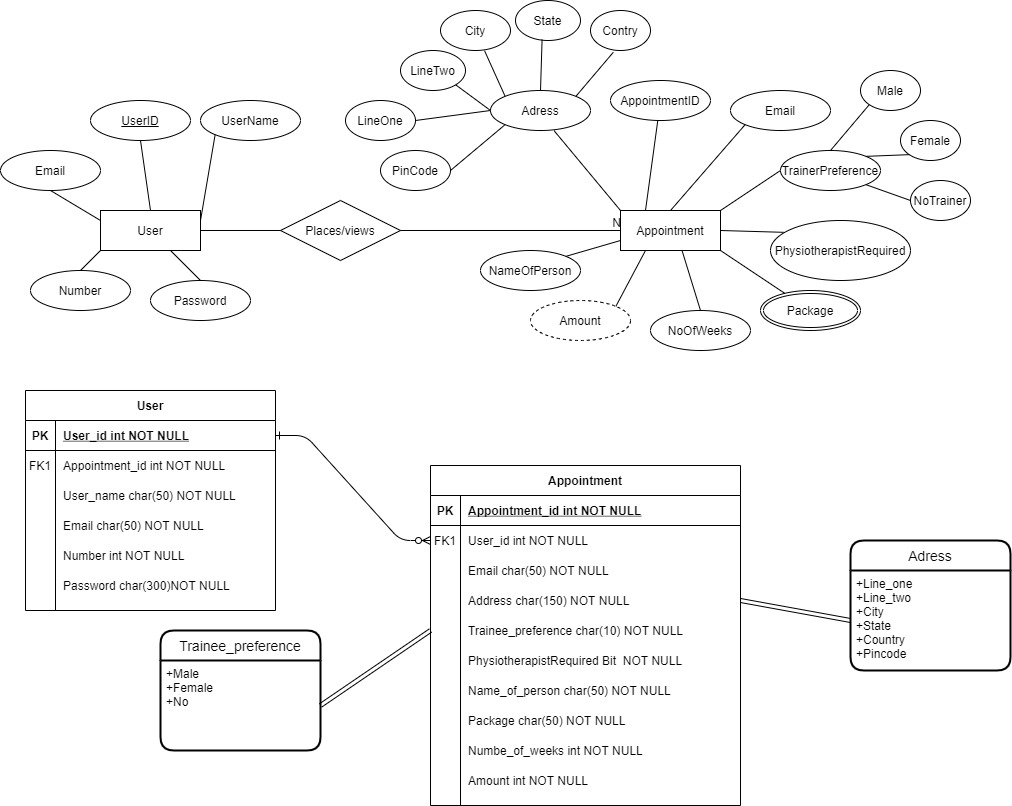 State
City
Contry
LineTwo
Male
AppointmentID
Adress
Email
UserID
UserName
LineOne
Female
Email
PinCode
TrainerPreference
NoTrainer
N
User
Places/views
Appointment
PhysiotherapistRequired
NameOfPerson
Number
Password
Amount
NoOfWeeks
Package
User
PK User_id int NOT NULL
FK1 Appointment_id int NOT NULL
User_name char(50) NOT NULL
Email char(50) NOT NULL
Number int NOT NULL
Password char(300)NOT NULL
Appointment
PK Appointment_id int NOT NULL
FK1 User_id int NOT NULL
Email char(50) NOT NULL
Address char(150) NOT NULL
Trainee_preference char(10) NOT NULL
PhysiotherapistRequired Bit  NOT NULL
Name_of_person char(50) NOT NULL
Package char(50) NOT NULL
Numbe_of_weeks int NOT NULL
Amount int NOT NULL
Adress
+Line_one
+Line_two
+City
+State
+Country
+Pincode
Trainee_preference
+Male
+Female
+No